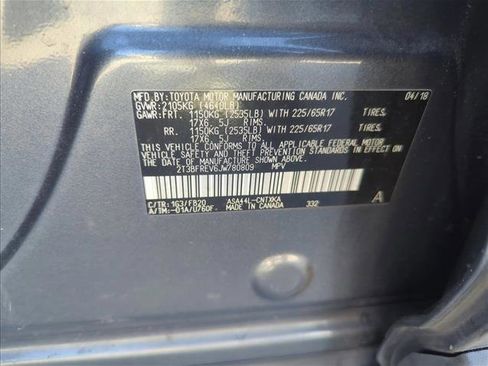 MFD.BY: TOYOTA MOTOR MANUFACTURING CANADA INC. 04/18
GVWR: 2105KG (4640LB)
GAWR: FRT. 1150KG (2535LB) WITH 225/65R17 TIRES,
17X6.5J RIMS.
RR. 1150KG (2535LB) WITH 225/65R17 TIRES,
17X6.5J RIMS.
THIS VEHICLE CONFORMS TO ALL APPLICABLE FEDERAL MOTOR
VEHICLE SAFETY AND THEFT PREVENTION STANDARDS IN EFFECT ON
THE DATE OF MANUFACTURE SHOWN ABOVE.
2T3BFREV6JW780809 MPV
C/TR: 1G3/FB20 ASA44L-CNTXKA A
A/TM: -01A/U760F. MADE IN CANADA 332